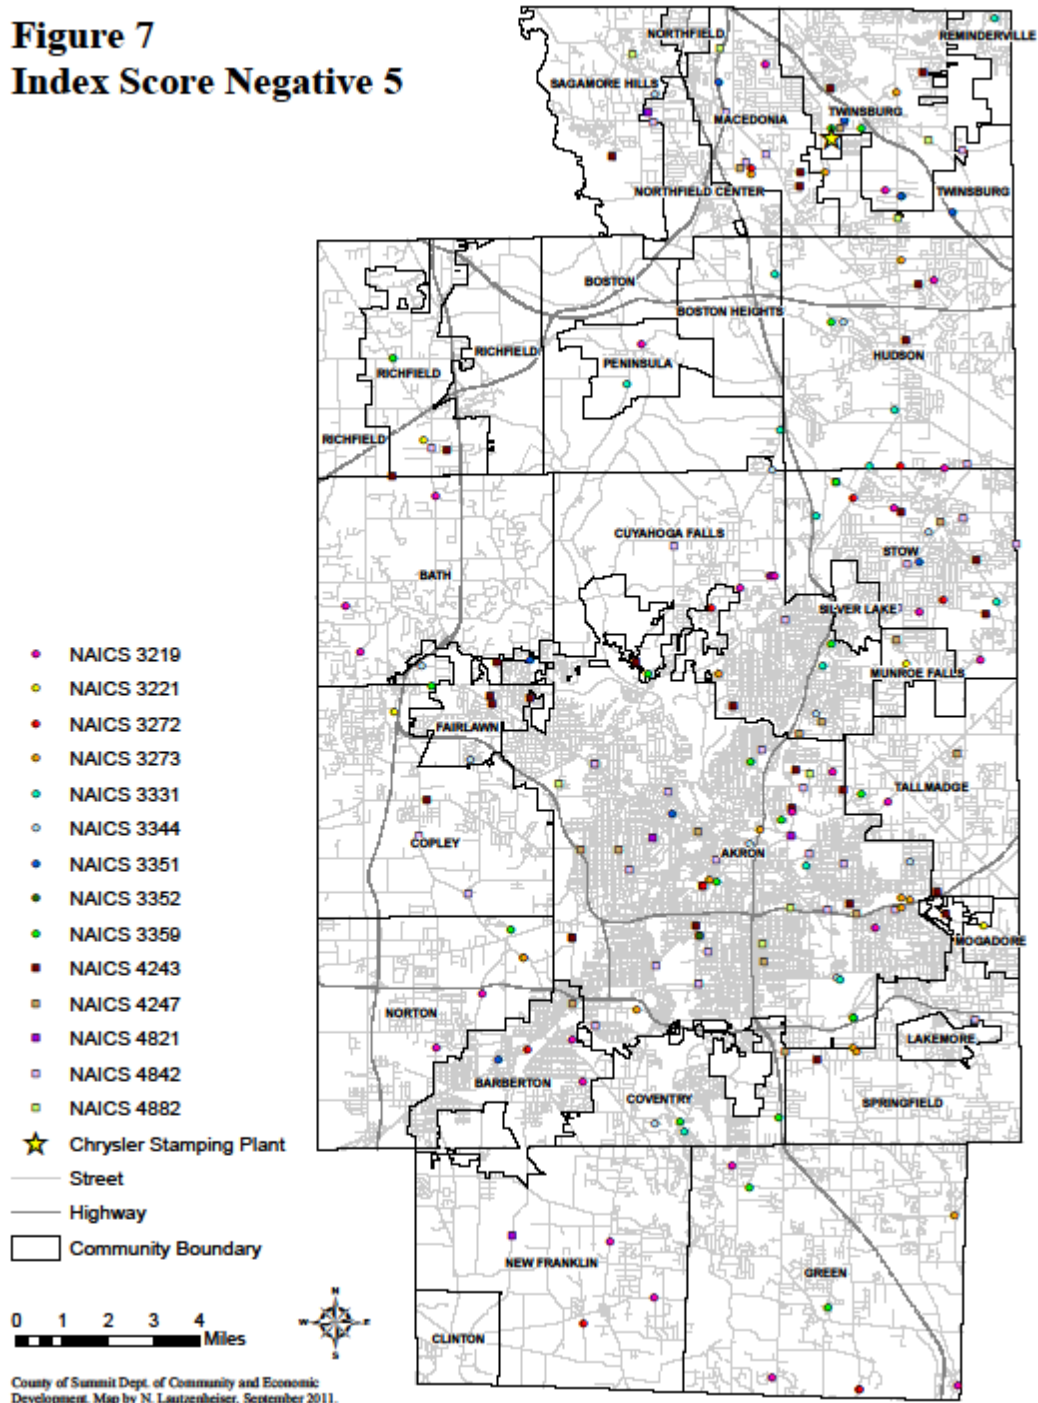 Figure 7
Index Score Negative 5
NORTHFIELD
REMINDERVILLE
SAGAMORE HILLS
TWINSBURG
MACEDONIA
NORTHFIELD CENTER
TWINSBURG
BOSTON
BOSTON HEIGHTS
RICHFIELD
HUDSON
PENINSULA
RICHFIELD
RICHFIELD
CUYAHOGA FALLS
STOW
BATH
SILVER LAKE
MUNROE FALLS
FAIRLAWN
TALLMADGE
COPLEY
AKRON
MOGADORE
NORTON
LAKEMORE
BARBERTON
COVENTRY
SPRINGFIELD
NEW FRANKLIN
GREEN
CLINTON
NAICS 3219
NAICS 3221
NAICS 3272
NAICS 3273
NAICS 3331
NAICS 3344
NAICS 3351
NAICS 3352
NAICS 3359
NAICS 4243
NAICS 4247
NAICS 4821
NAICS 4842
NAICS 4882
Chrysler Stamping Plant
Street
Highway
Community Boundary
0 1 2 3 4
Miles
N
W E
S
County of Summit Dept. of Community and Economic
Development. Map by N. Lautzenheiser, September 2011.